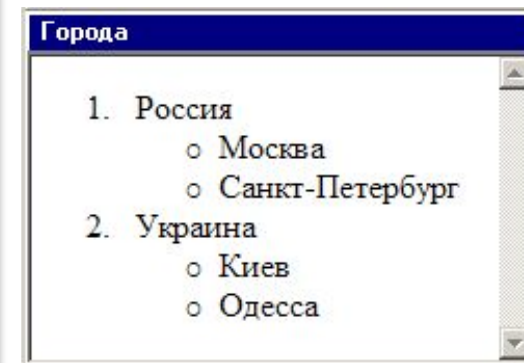 Города
1. Россия
o Москва
o Санкт-Петербург
2. Украина
o Киев
o Одесса